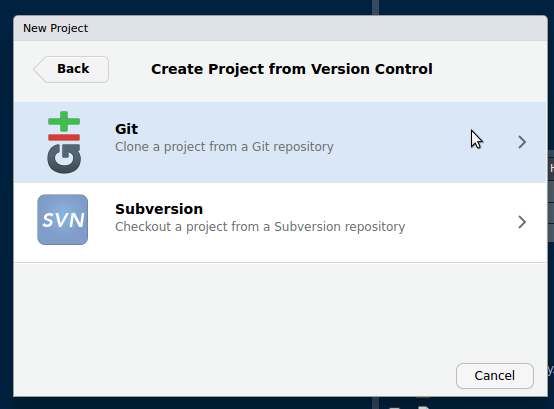 New Project
Back
Create Project from Version Control
Git
Clone a project from a Git repository
git
SVN
Subversion
Checkout a project from a Subversion repository
Cancel